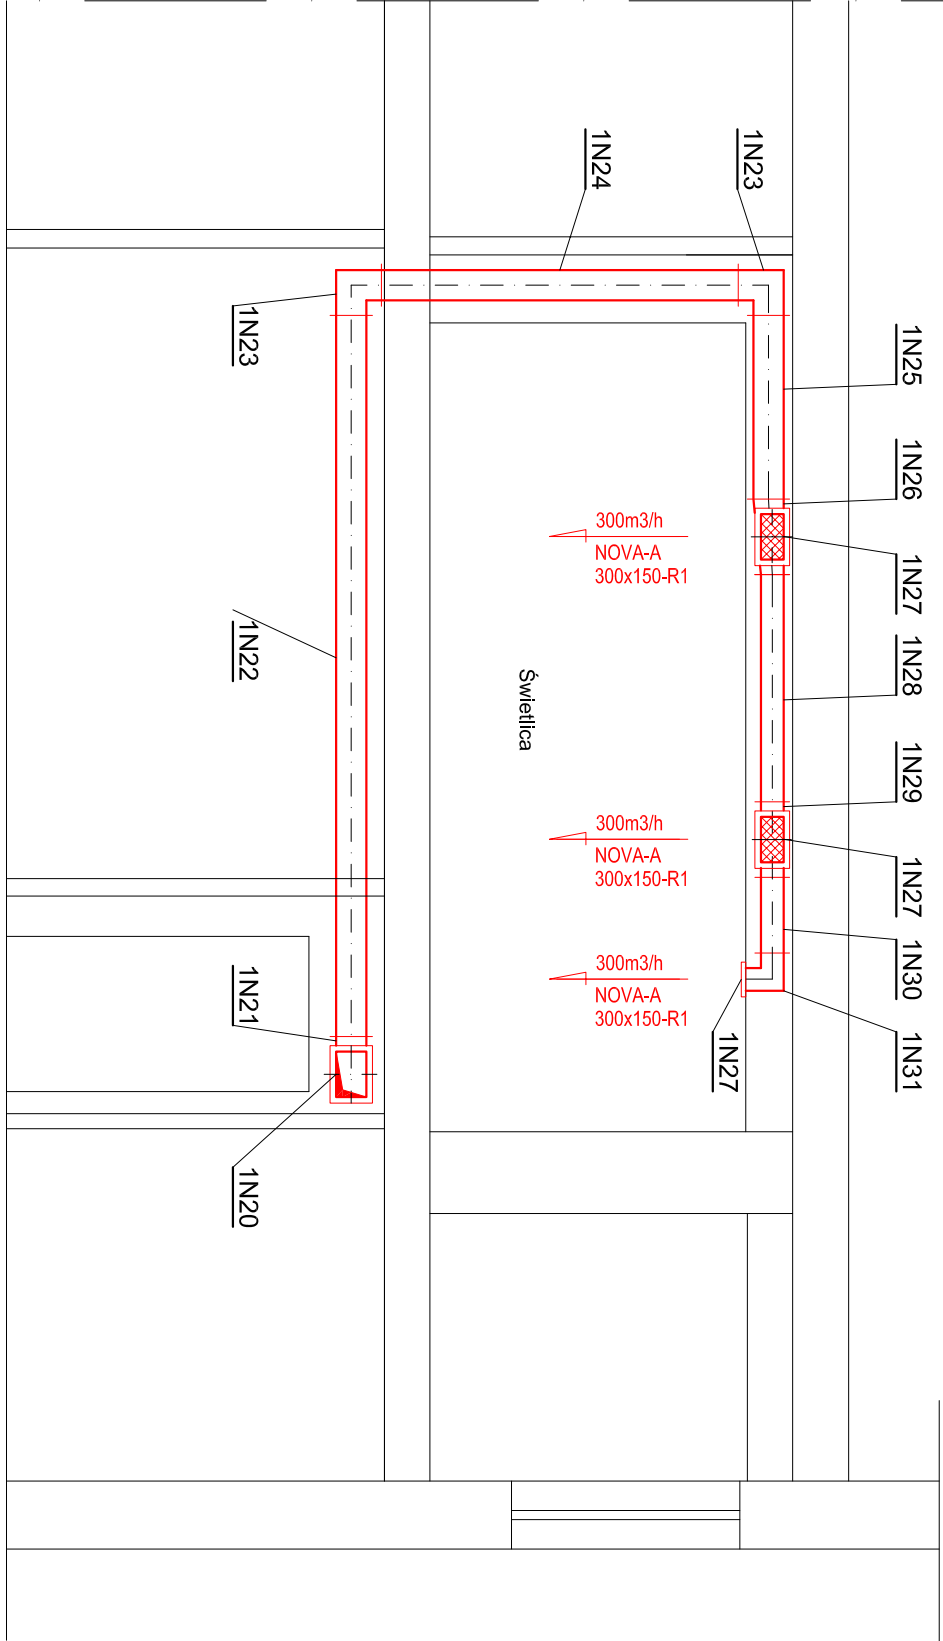 1N24
1N23
1N23
1N25
1N26
300m3/h
NOVA-A
300x150-R1
1N27
1N22
Świetlica
1N28
1N29
300m3/h
NOVA-A
300x150-R1
1N27
1N21
300m3/h
NOVA-A
300x150-R1
1N30
1N27
1N31
1N20